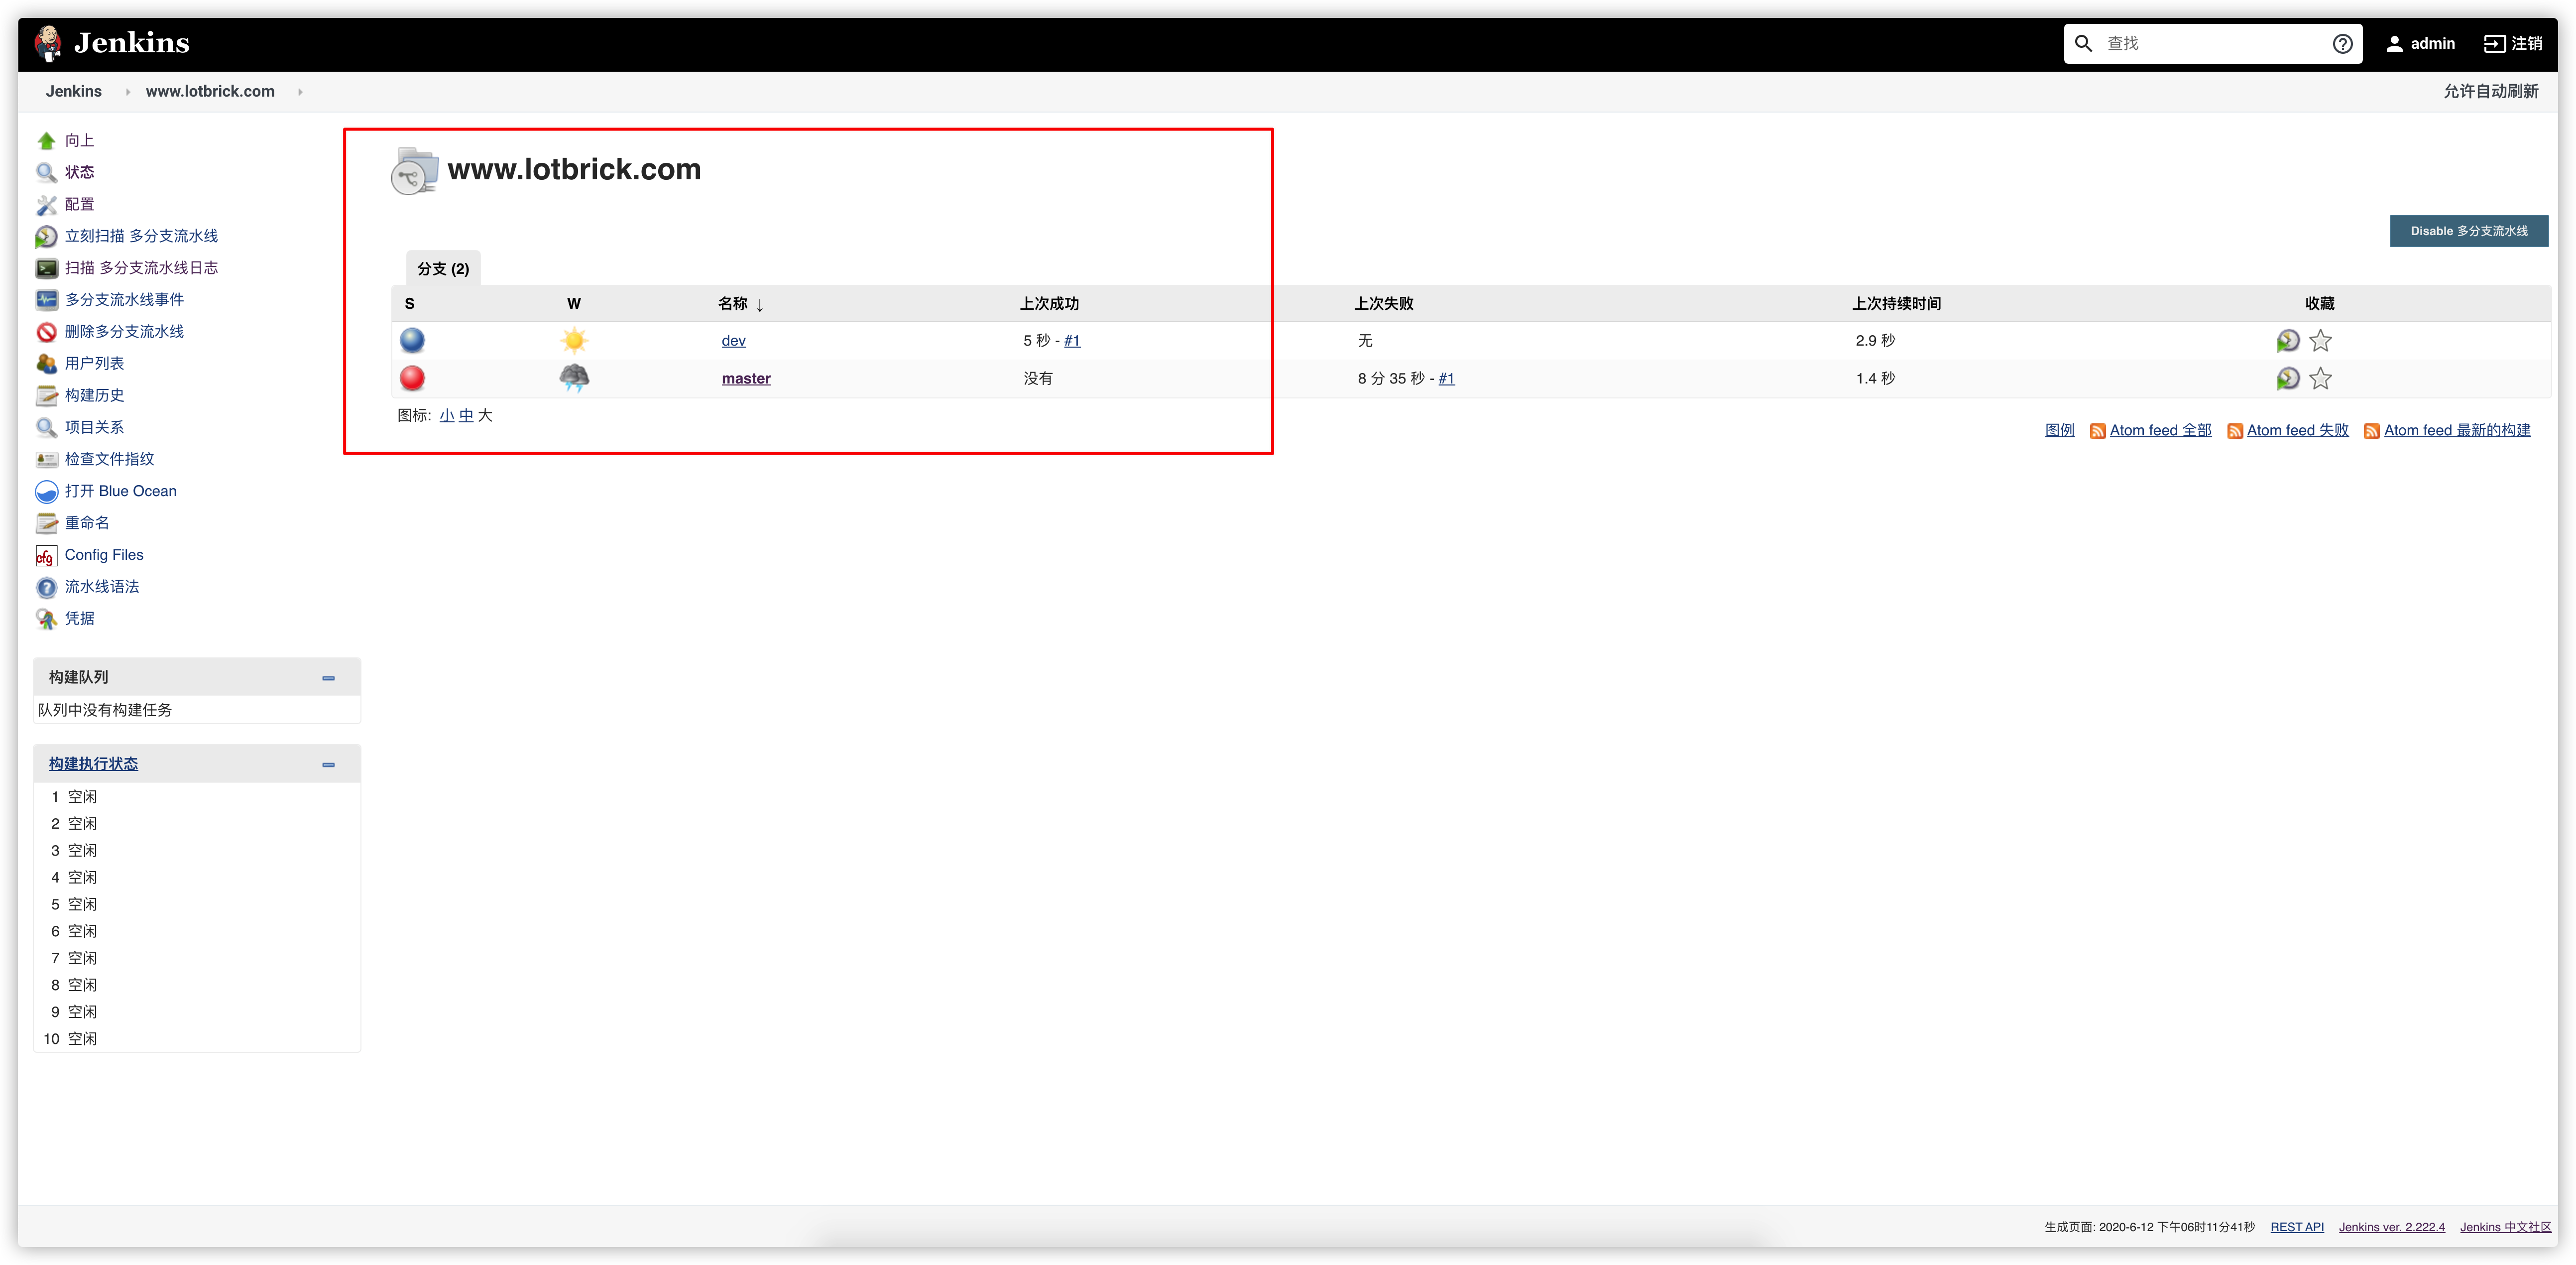 Jenkins
查找
admin
注销
Jenkins www.lotbrick.com
允许自动刷新
向上
状态
配置
立刻扫描 多分支流水线
扫描 多分支流水线日志
多分支流水线事件
删除多分支流水线
用户列表
构建历史
项目关系
检查文件指纹
打开 Blue Ocean
重命名
cfg Config Files
流水线语法
凭据
构建队列
队列中没有构建任务
构建执行状态
1 空闲
2 空闲
3 空闲
4 空闲
5 空闲
6 空闲
7 空闲
8 空闲
9 空闲
10 空闲
www.lotbrick.com
Disable 多分支流水线
分支 (2)
S W 名称 ↓ 上次成功 上次失败 上次持续时间 收藏
dev 5 秒 - #1 无 2.9 秒
master 没有 8 分 35 秒 - #1 1.4 秒
图标: 小 中 大
图例 Atom feed 全部 Atom feed 失败 Atom feed 最新的构建
生成页面: 2020-6-12 下午06时11分41秒 REST API Jenkins ver. 2.222.4 Jenkins 中文社区